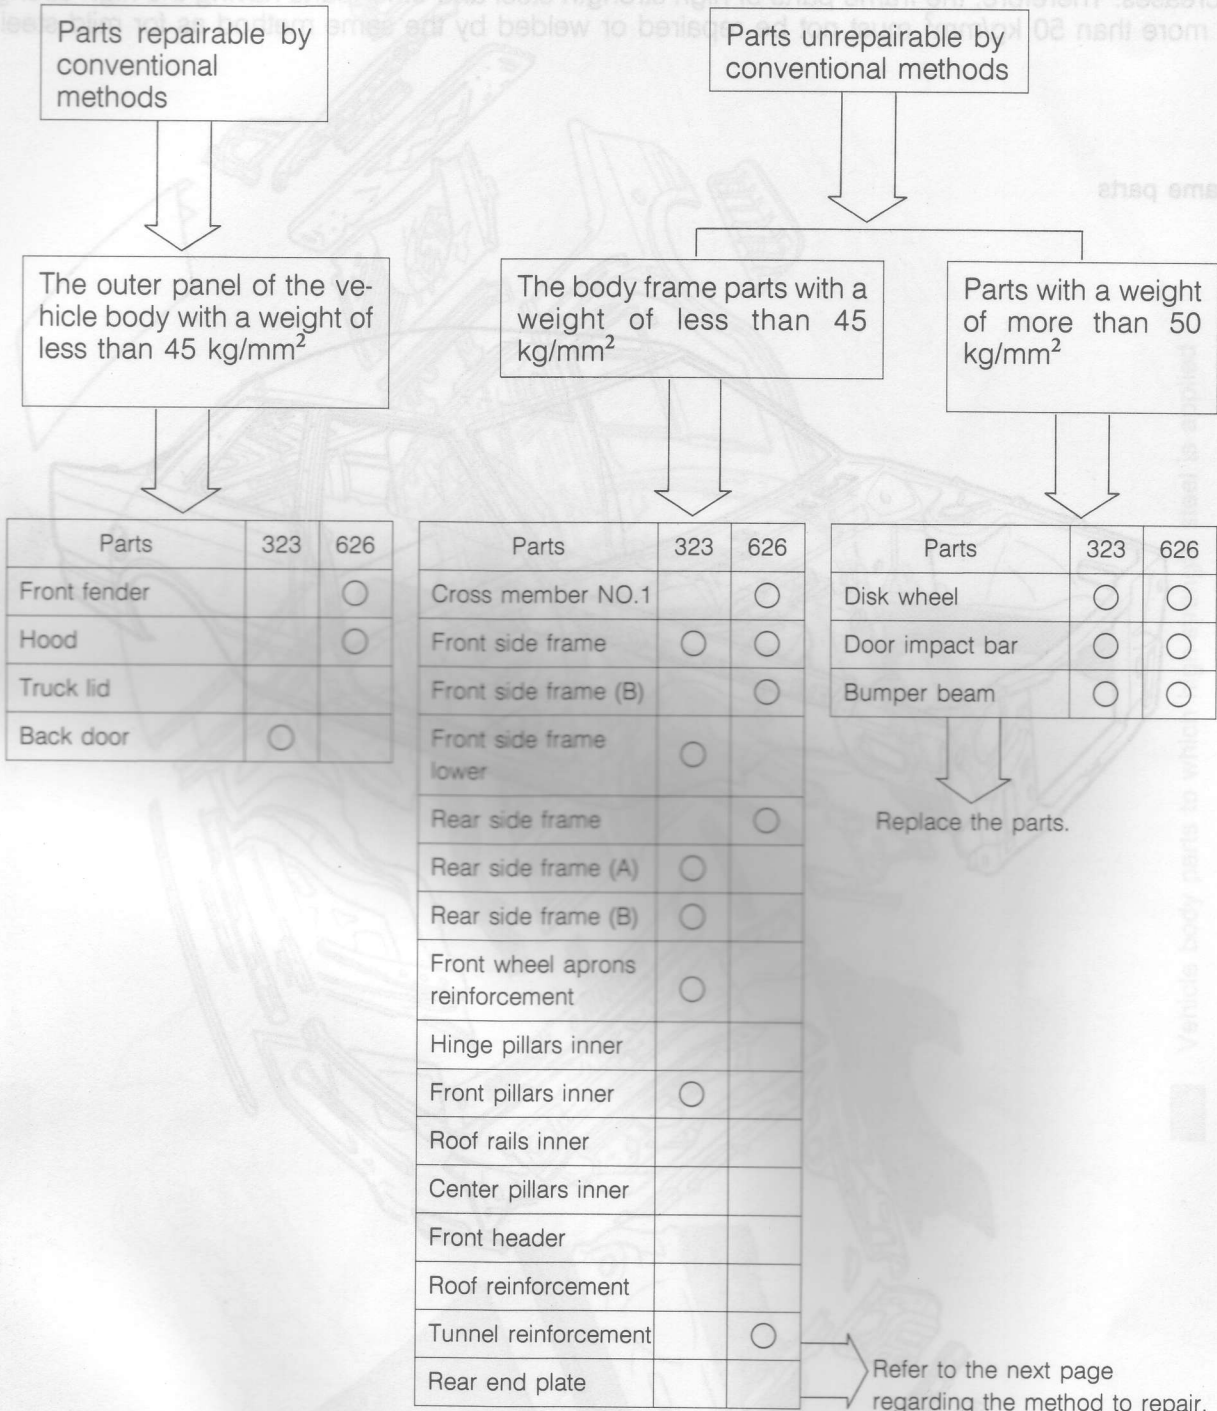 Parts repairable by
conventional
methods
Parts unrepairable by
conventional methods
The outer panel of the ve-
hicle body with a weight of
less than 45 kg/mm²
The body frame parts with a
weight of less than 45
kg/mm²
Parts with a weight
of more than 50
kg/mm²
Parts 323 626
Front fender ○
Hood ○
Truck lid
Back door ○
Parts 323 626
Cross member NO.1 ○
Front side frame ○ ○
Front side frame (B) ○
Front side frame
lower ○
Rear side frame ○
Rear side frame (A) ○
Rear side frame (B) ○
Front wheel aprons
reinforcement ○
Hinge pillars inner
Front pillars inner ○
Roof rails inner
Center pillars inner
Front header
Roof reinforcement
Tunnel reinforcement ○
Rear end plate
Parts 323 626
Disk wheel ○ ○
Door impact bar ○ ○
Bumper beam ○ ○
Replace the parts.
Refer to the next page
regarding the method to repair.